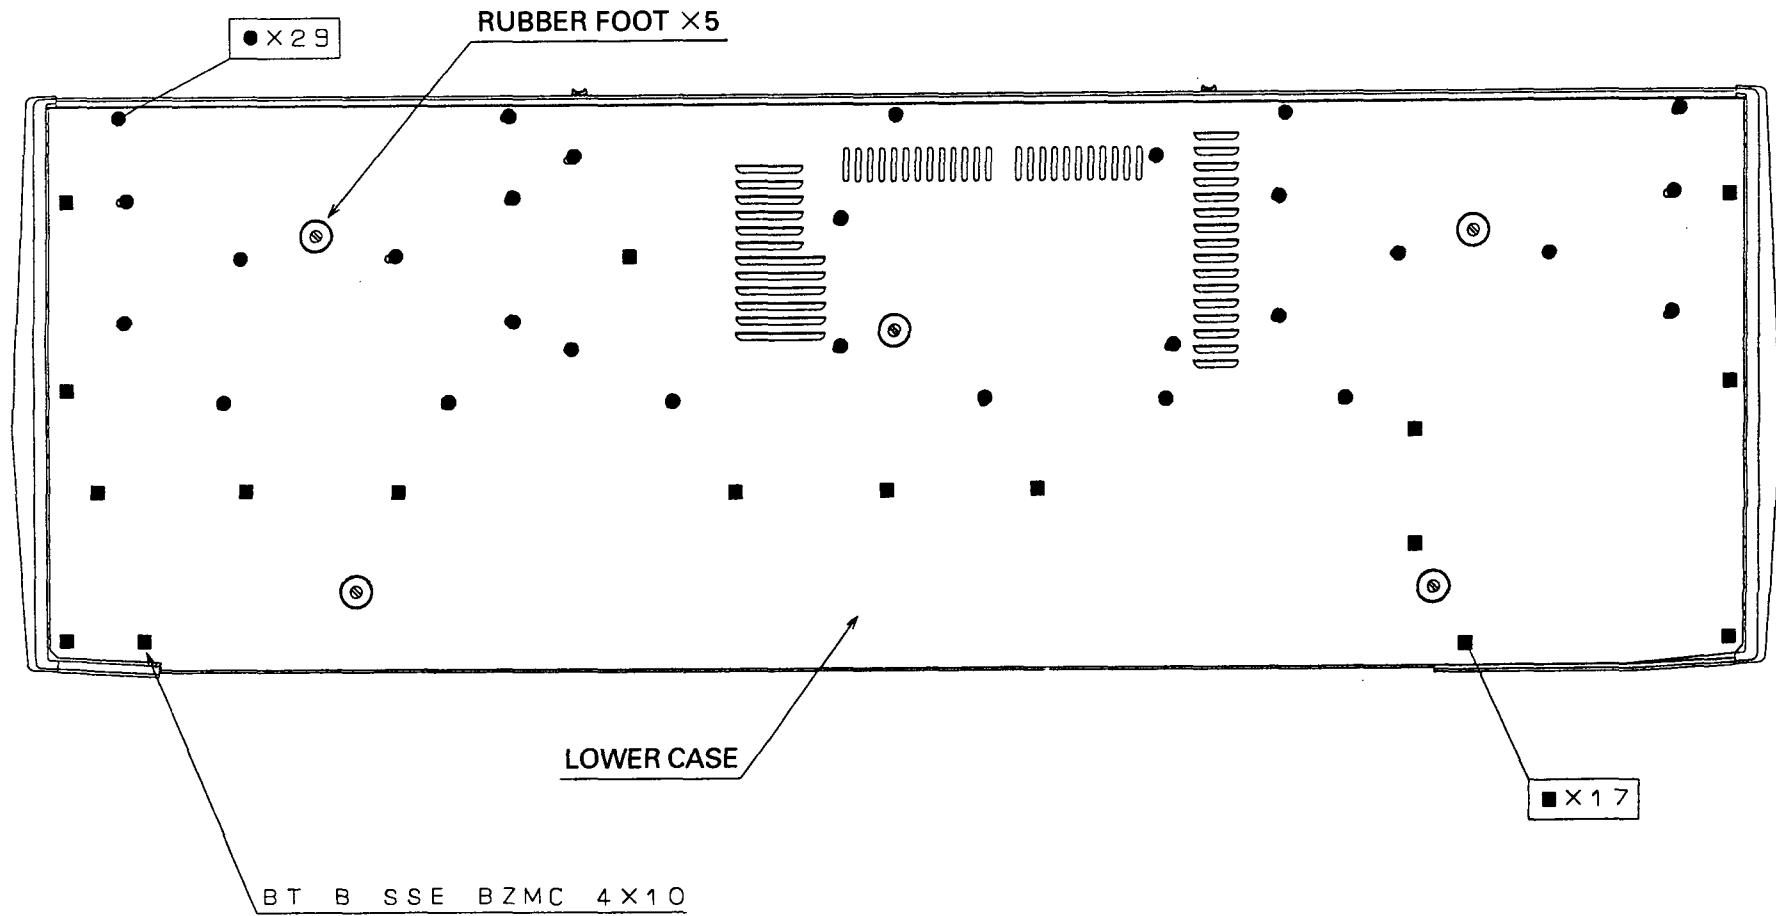 RUBBER FOOT ×5
●×29
LOWER CASE
■×17
BT B SSE BZMC 4×10